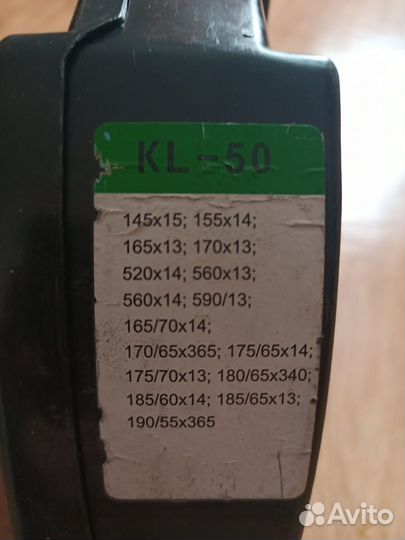 KL-50
145x15; 155x14;
165x13; 170x13;
520x14; 560x13;
560x14; 590/13;
165/70x14;
170/65x365; 175/65x14;
175/70x13; 180/65x340;
185/60x14; 185/65x13;
190/55x365
Avito